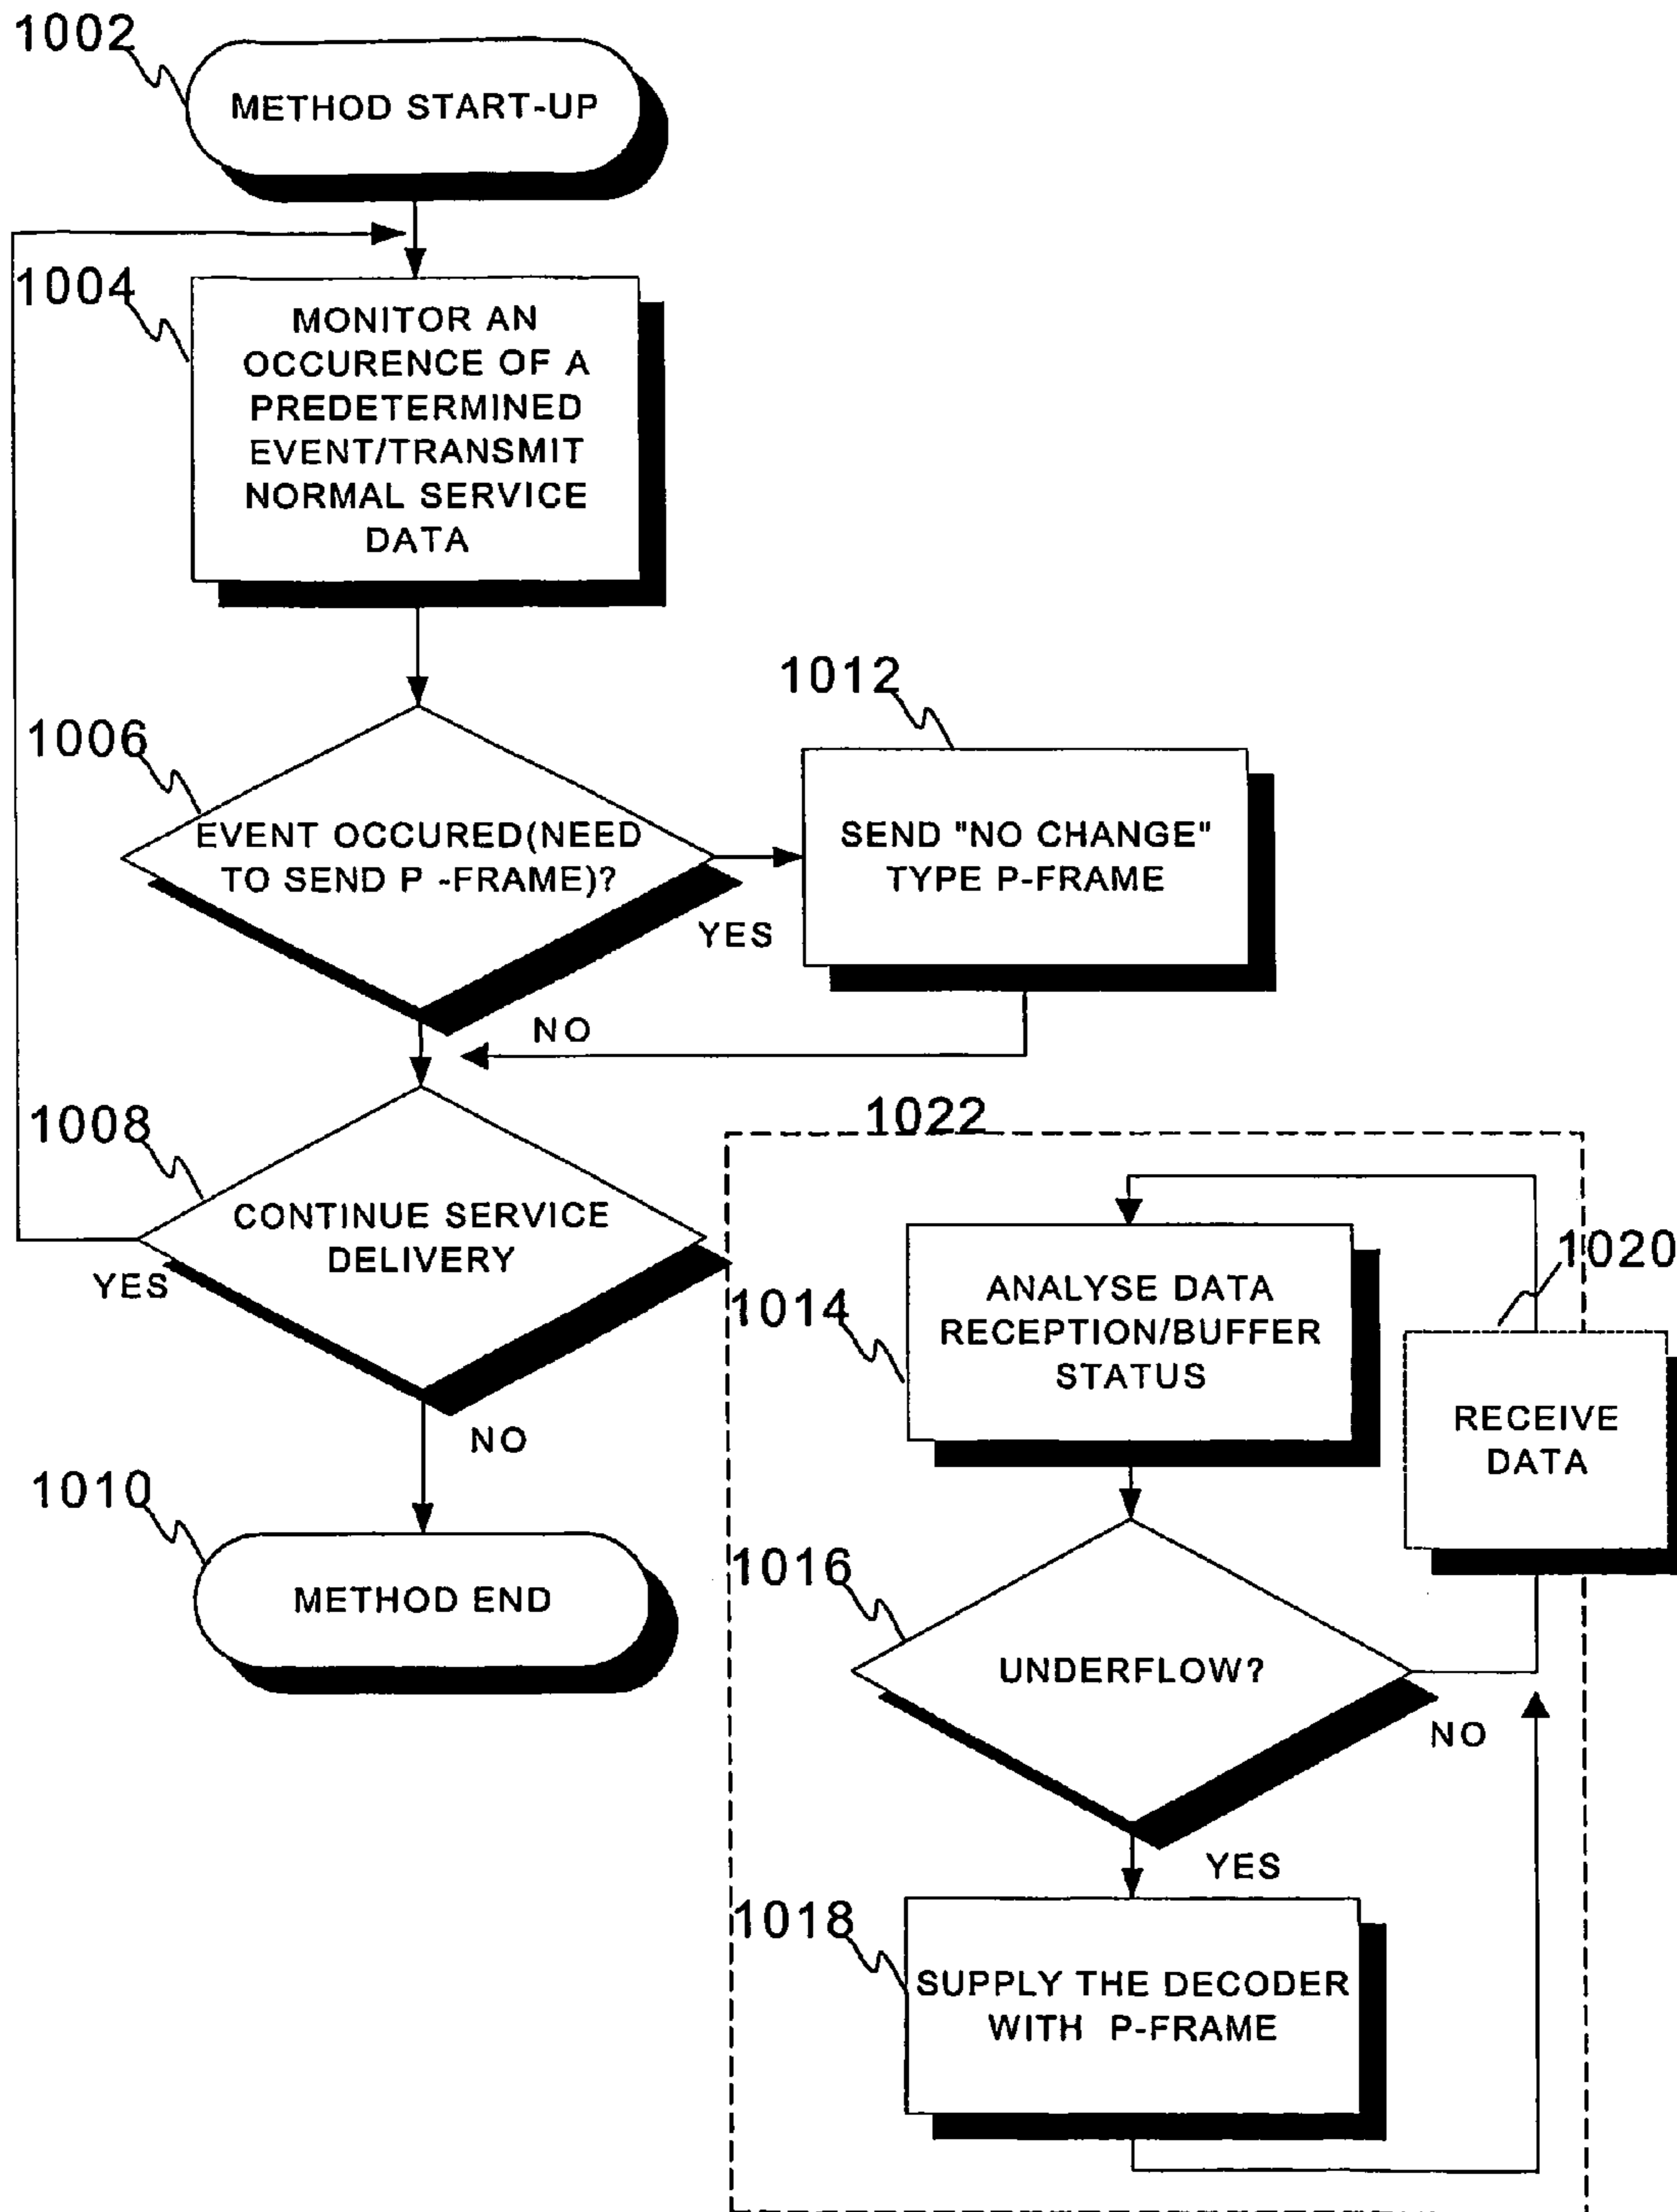 1002
METHOD START-UP
1004
MONITOR AN
OCCURENCE OF A
PREDETERMINED
EVENT/TRANSMIT
NORMAL SERVICE
DATA
1006
EVENT OCCURED(NEED
TO SEND P -FRAME)?
YES
NO
1012
SEND "NO CHANGE"
TYPE P-FRAME
1008
CONTINUE SERVICE
DELIVERY
YES
NO
1010
METHOD END
1022
1014
ANALYSE DATA
RECEPTION/BUFFER
STATUS
1020
RECEIVE
DATA
1016
UNDERFLOW?
NO
YES
1018
SUPPLY THE DECODER
WITH P-FRAME